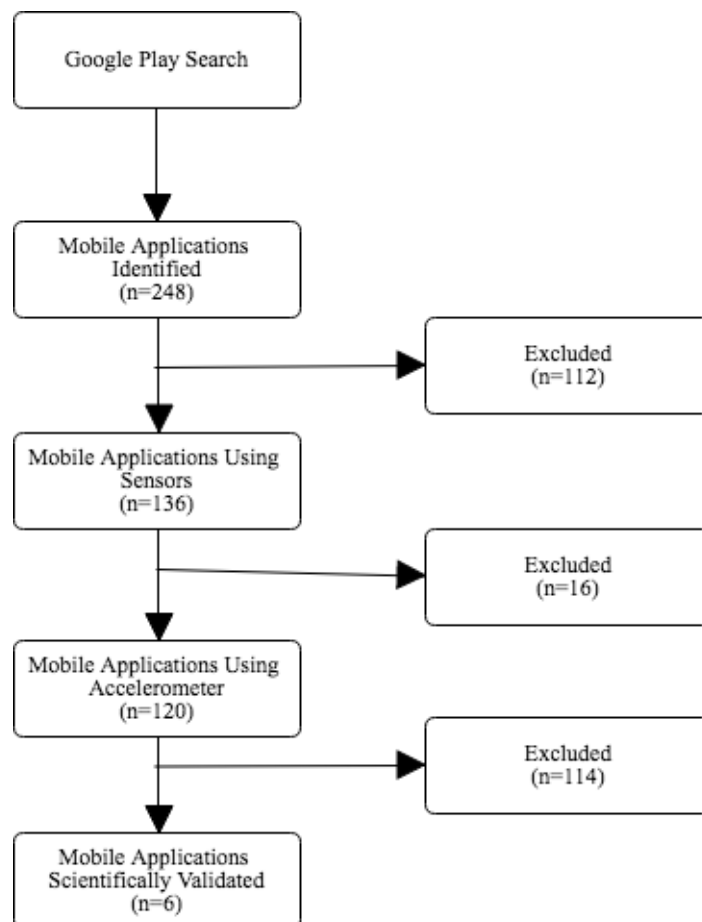 Google Play Search
Mobile Applications
Identified
(n=248)
Excluded
(n=112)
Mobile Applications Using
Sensors
(n=136)
Excluded
(n=16)
Mobile Applications Using
Accelerometer
(n=120)
Excluded
(n=114)
Mobile Applications
Scientifically Validated
(n=6)